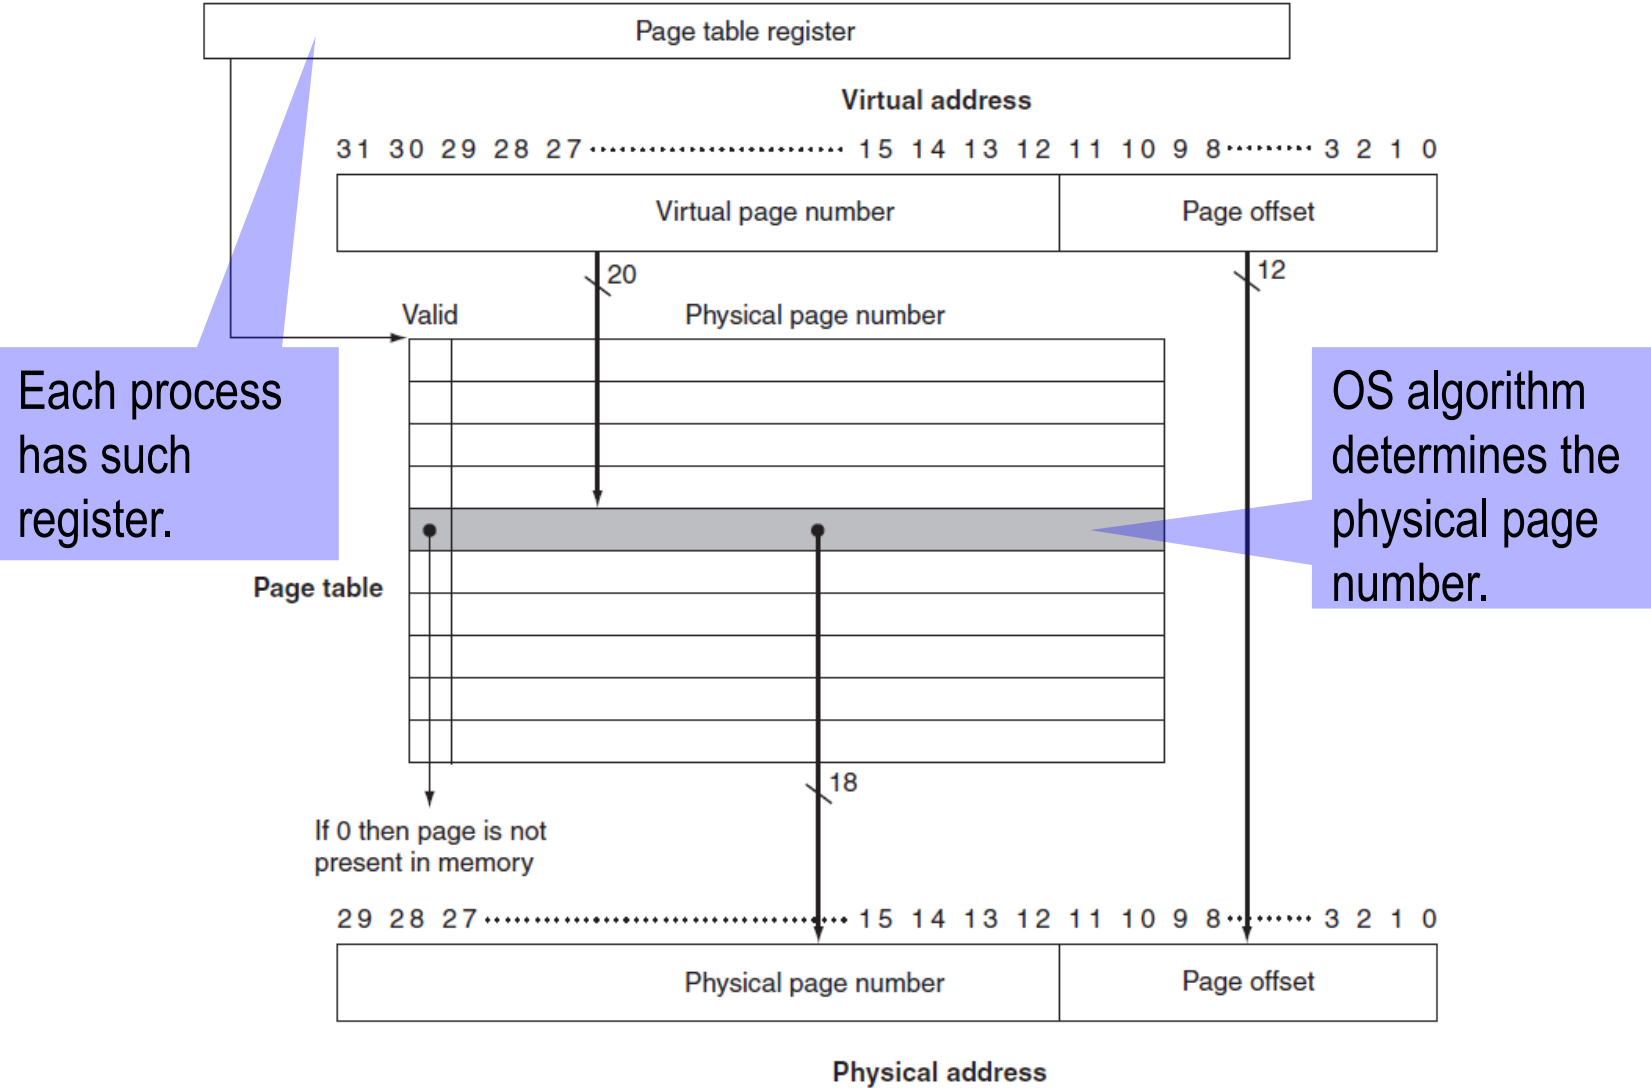 Page table register
Virtual address
31 30 29 28 27 ........................ 15 14 13 12 11 10 9 8 ........ 3 2 1 0
Virtual page number Page offset
20 12
Valid Physical page number
Each process
has such
register.
OS algorithm
determines the
physical page
number.
Page table
18
If 0 then page is not
present in memory
29 28 27 .................................. 15 14 13 12 11 10 9 8 ........ 3 2 1 0
Physical page number Page offset
Physical address